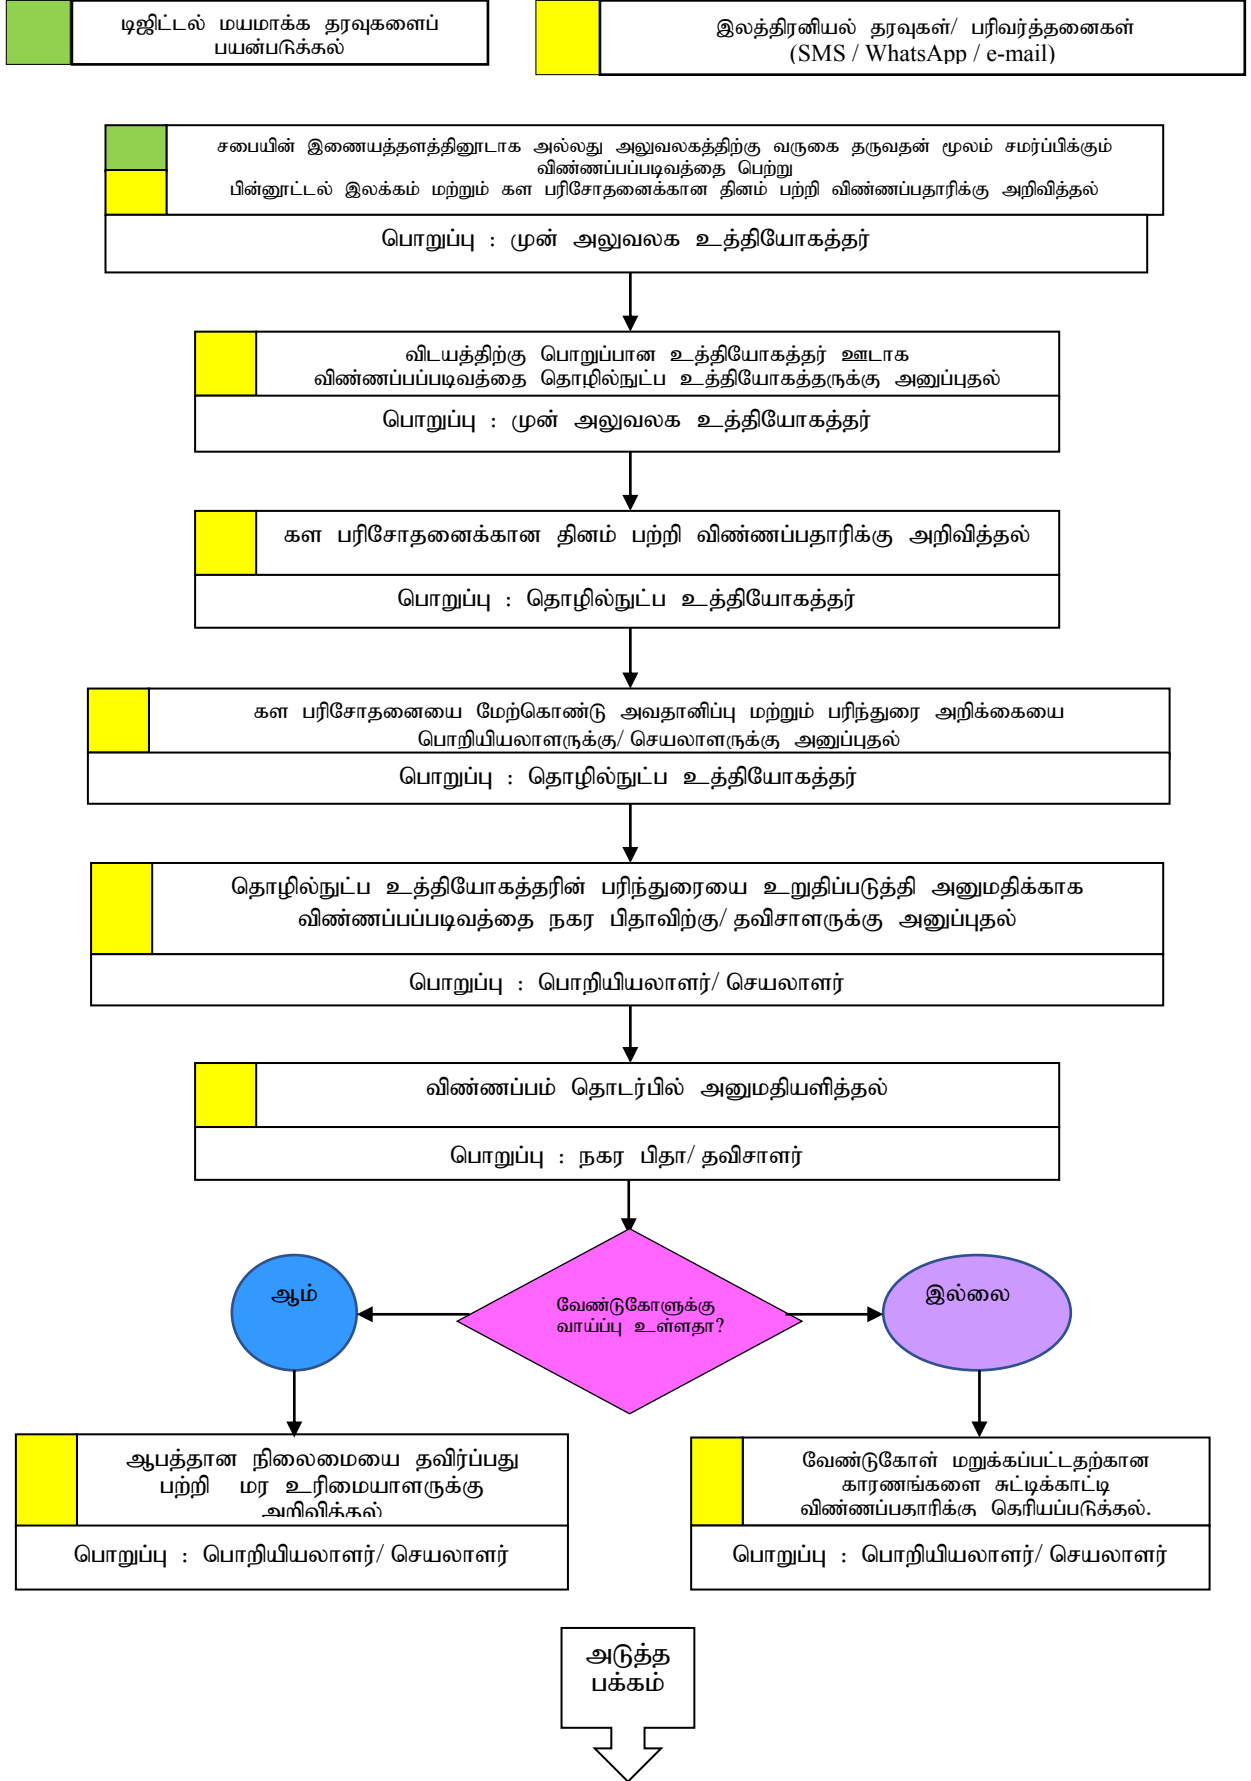 டிஜிட்டல் மயமாக்க தரவுகளைப்
பயன்படுத்தல்
இலத்திரனியல் தரவுகள்/ பரிவர்த்தனைகள்
(SMS / WhatsApp / e-mail)
சபையின் இணையத்தளத்தினூடாக அல்லது அலுவலகத்திற்கு வருகை தருவதன் மூலம் சமர்ப்பிக்கும்
விண்ணப்பப்படிவத்தை பெற்று
பின்னூட்டல் இலக்கம் மற்றும் கள பரிசோதனைக்கான தினம் பற்றி விண்ணப்பதாரிக்கு அறிவித்தல்
பொறுப்பு : முன் அலுவலக உத்தியோகத்தர்
விடயத்திற்கு பொறுப்பான உத்தியோகத்தர் ஊடாக
விண்ணப்பப்படிவத்தை தொழில்நுட்ப உத்தியோகத்தருக்கு அனுப்புதல்
பொறுப்பு : முன் அலுவலக உத்தியோகத்தர்
கள பரிசோதனைக்கான தினம் பற்றி விண்ணப்பதாரிக்கு அறிவித்தல்
பொறுப்பு : தொழில்நுட்ப உத்தியோகத்தர்
கள பரிசோதனையை மேற்கொண்டு அவதானிப்பு மற்றும் பரிந்துரை அறிக்கையை
பொறியியலாளருக்கு/ செயலாளருக்கு அனுப்புதல்
பொறுப்பு : தொழில்நுட்ப உத்தியோகத்தர்
தொழில்நுட்ப உத்தியோகத்தரின் பரிந்துரையை உறுதிப்படுத்தி அனுமதிக்காக
விண்ணப்பப்படிவத்தை நகர பிதாவிற்கு/ தவிசாளருக்கு அனுப்புதல்
பொறுப்பு : பொறியியலாளர்/ செயலாளர்
விண்ணப்பம் தொடர்பில் அனுமதியளித்தல்
பொறுப்பு : நகர பிதா/ தவிசாளர்
ஆம்
வேண்டுகோளுக்கு
வாய்ப்பு உள்ளதா?
இல்லை
ஆபத்தான நிலைமையை தவிர்ப்பது
பற்றி மர உரிமையாளருக்கு
அறிவித்தல்
பொறுப்பு : பொறியியலாளர்/ செயலாளர்
வேண்டுகோள் மறுக்கப்பட்டதற்கான
காரணங்களை சுட்டிக்காட்டி
விண்ணப்பதாரிக்கு தெரியப்படுத்தல்.
பொறுப்பு : பொறியியலாளர்/ செயலாளர்
அடுத்த
பக்கம்